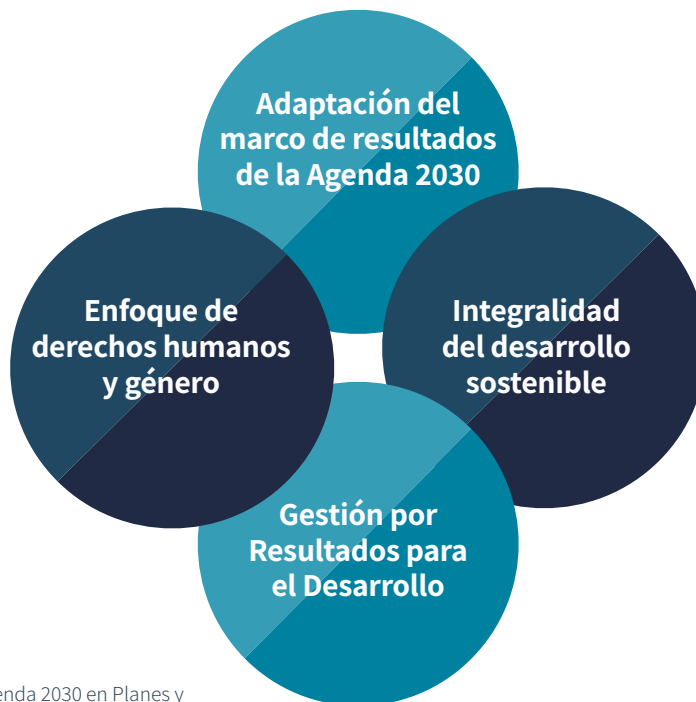 Adaptación del
marco de resultados
de la Agenda 2030
Enfoque de
derechos humanos
y género
Integralidad
del desarrollo
sostenible
Gestión por
Resultados para
el Desarrollo
2030 en Planes y